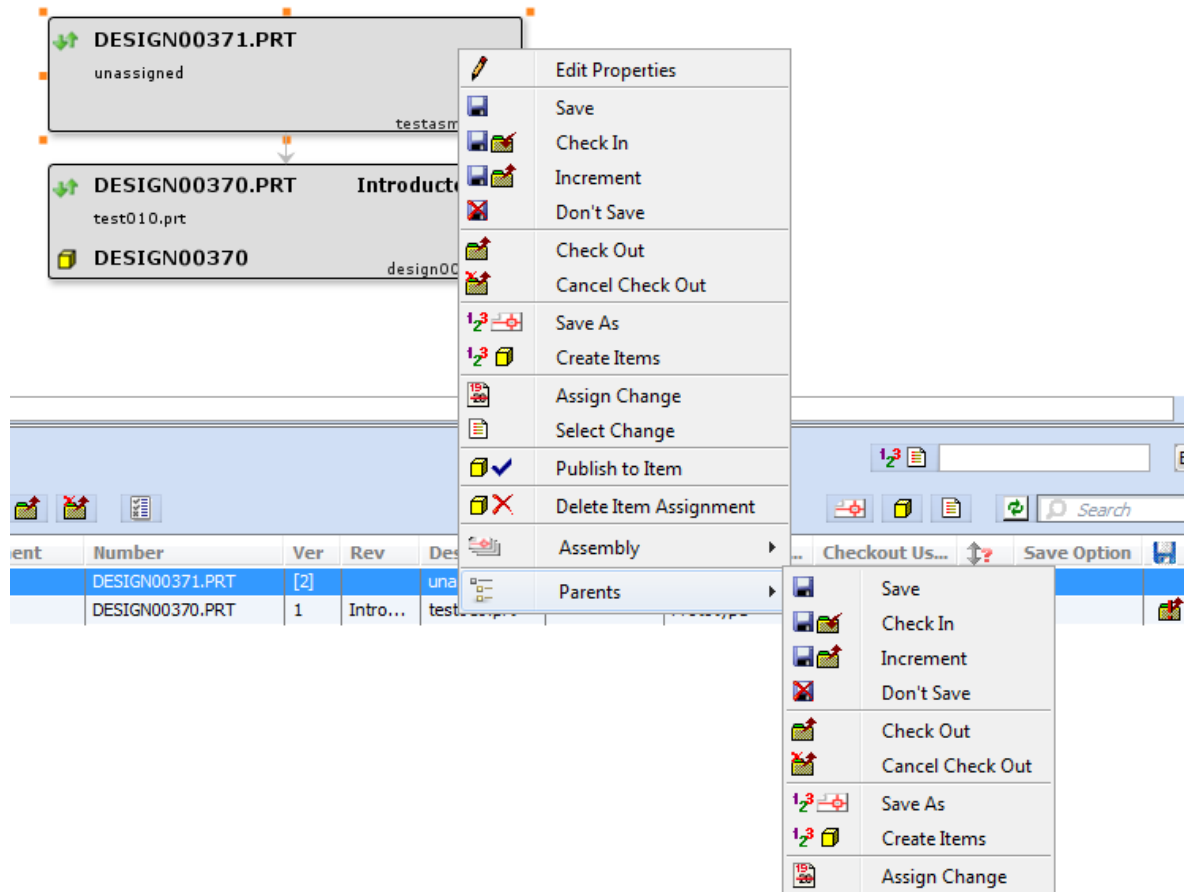 DESIGN00371.PRT
unassigned
testasm
DESIGN00370.PRT Introducto
test010.prt
DESIGN00370
design00
Edit Properties
Save
Check In
Increment
Don't Save
Check Out
Cancel Check Out
Save As
Create Items
Assign Change
Select Change
Publish to Item
Delete Item Assignment
Assembly
Parents
Search
ent Number Ver Rev Des ... Checkout Us... Save Option
DESIGN00371.PRT [2] una
DESIGN00370.PRT 1 Intro...
Save
Check In
Increment
Don't Save
Check Out
Cancel Check Out
Save As
Create Items
Assign Change